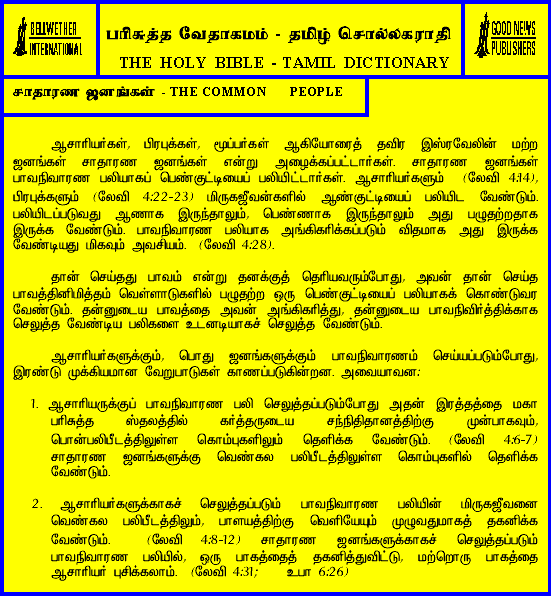 BELLWETHER
INTERNATIONAL
பரிசுத்த வேதாகமம் - தமிழ் சொல்லகராதி
THE HOLY BIBLE - TAMIL DICTIONARY
GOOD NEWS
PUBLISHERS
சாதாரண ஜனங்கள் - THE COMMON PEOPLE
ஆசாரியர்கள், பிரபுக்கள், மூப்பர்கள் ஆகியோரைத் தவிர இஸ்ரவேலின் மற்ற
ஜனங்கள் சாதாரண ஜனங்கள் என்று அழைக்கப்பட்டார்கள். சாதாரண ஜனங்கள்
பாவநிவாரண பலியாகப் பெண்குட்டியைப் பலியிட்டார்கள். ஆசாரியர்களும் (லேவி 4:14),
பிரபுக்களும் (லேவி 4:22-23) மிருகஜீவன்களில் ஆண்குட்டியைப் பலியிட வேண்டும்.
பலியிடப்படுவது ஆணாக இருந்தாலும், பெண்ணாக இருந்தாலும் அது பழுதற்றதாக
இருக்க வேண்டும். பாவநிவாரண பலியாக அங்கிகரிக்கப்படும் விதமாக அது இருக்க
வேண்டியது மிகவும் அவசியம். (லேவி 4:28).
தான் செய்தது பாவம் என்று தனக்குத் தெரியவரும்போது, அவன் தான் செய்த
பாவத்தினிமித்தம் வெள்ளாடுகளில் பழுதற்ற ஒரு பெண்குட்டியைப் பலியாகக் கொண்டுவர
வேண்டும். தன்னுடைய பாவத்தை அவன் அங்கிகரித்து, தன்னுடைய பாவநிவிர்த்திக்காக
செலுத்த வேண்டிய பலிகளை உடனடியாகச் செலுத்த வேண்டும்.
ஆசாரியர்களுக்கும், பொது ஜனங்களுக்கும் பாவநிவாரணம் செய்யப்படும்போது,
இரண்டு முக்கியமான வேறுபாடுகள் காணப்படுகின்றன. அவையாவன:
1. ஆசாரியருக்குப் பாவநிவாரண பலி செலுத்தப்படும்போது அதன் இரத்தத்தை மகா
பரிசுத்த ஸ்தலத்தில் கர்த்தருடைய சந்நிதிதானத்திற்கு முன்பாகவும்,
பொன்பலிபீடத்திலுள்ள கொம்புகளிலும் தெளிக்க வேண்டும். (லேவி 4:6-7)
சாதாரண ஜனங்களுக்கு வெண்கல பலிபீடத்திலுள்ள கொம்புகளில் தெளிக்க
வேண்டும்.
2. ஆசாரியர்களுக்காகச் செலுத்தப்படும் பாவநிவாரண பலியின் மிருகஜீவனை
வெண்கல பலிபீடத்திலும், பாளயத்திற்கு வெளியேயும் முழுவதுமாகத் தகனிக்க
வேண்டும். (லேவி 4:8-12) சாதாரண ஜனங்களுக்காகச் செலுத்தப்படும்
பாவநிவாரண பலியில், ஒரு பாகத்தைத் தகனித்துவிட்டு, மற்றொரு பாகத்தை
ஆசாரியர் புசிக்கலாம். (லேவி 4:31; உபா 6:26)